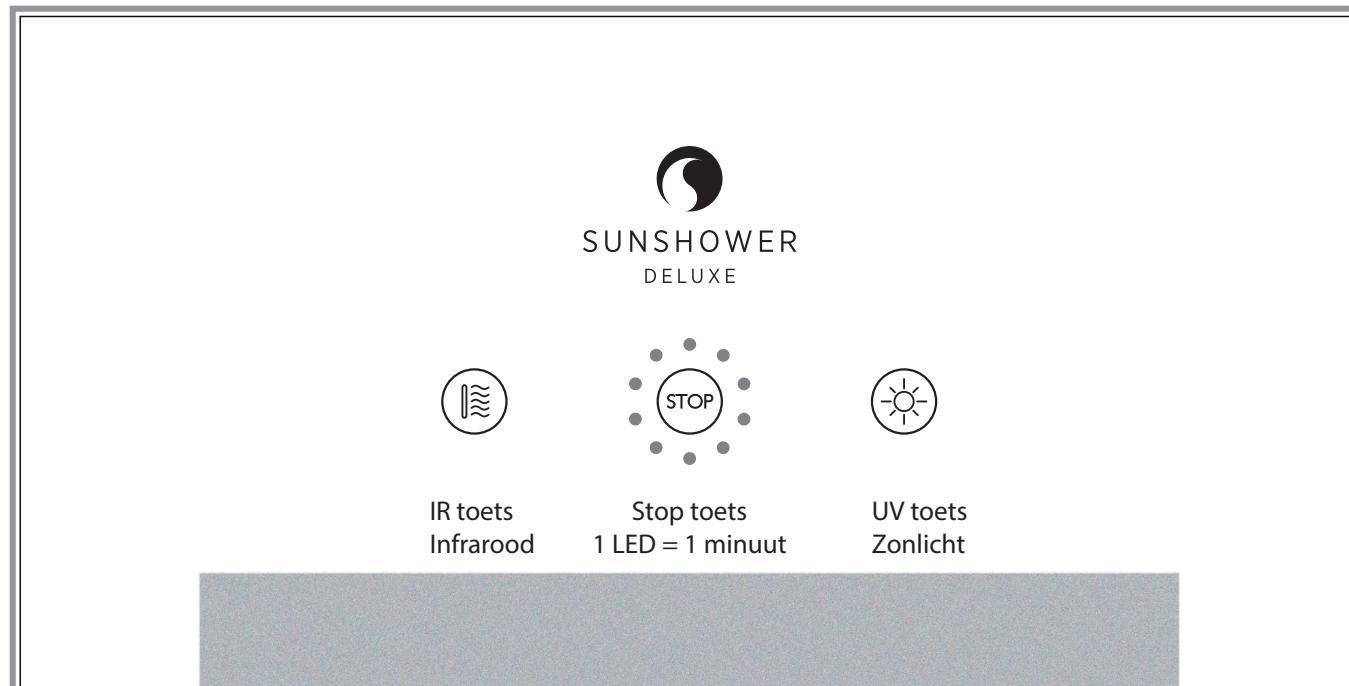 SUNSHOWER
DELUXE
STOP
IR toets
Infrarood
Stop toets
1 LED = 1 minuut
UV toets
Zonlicht